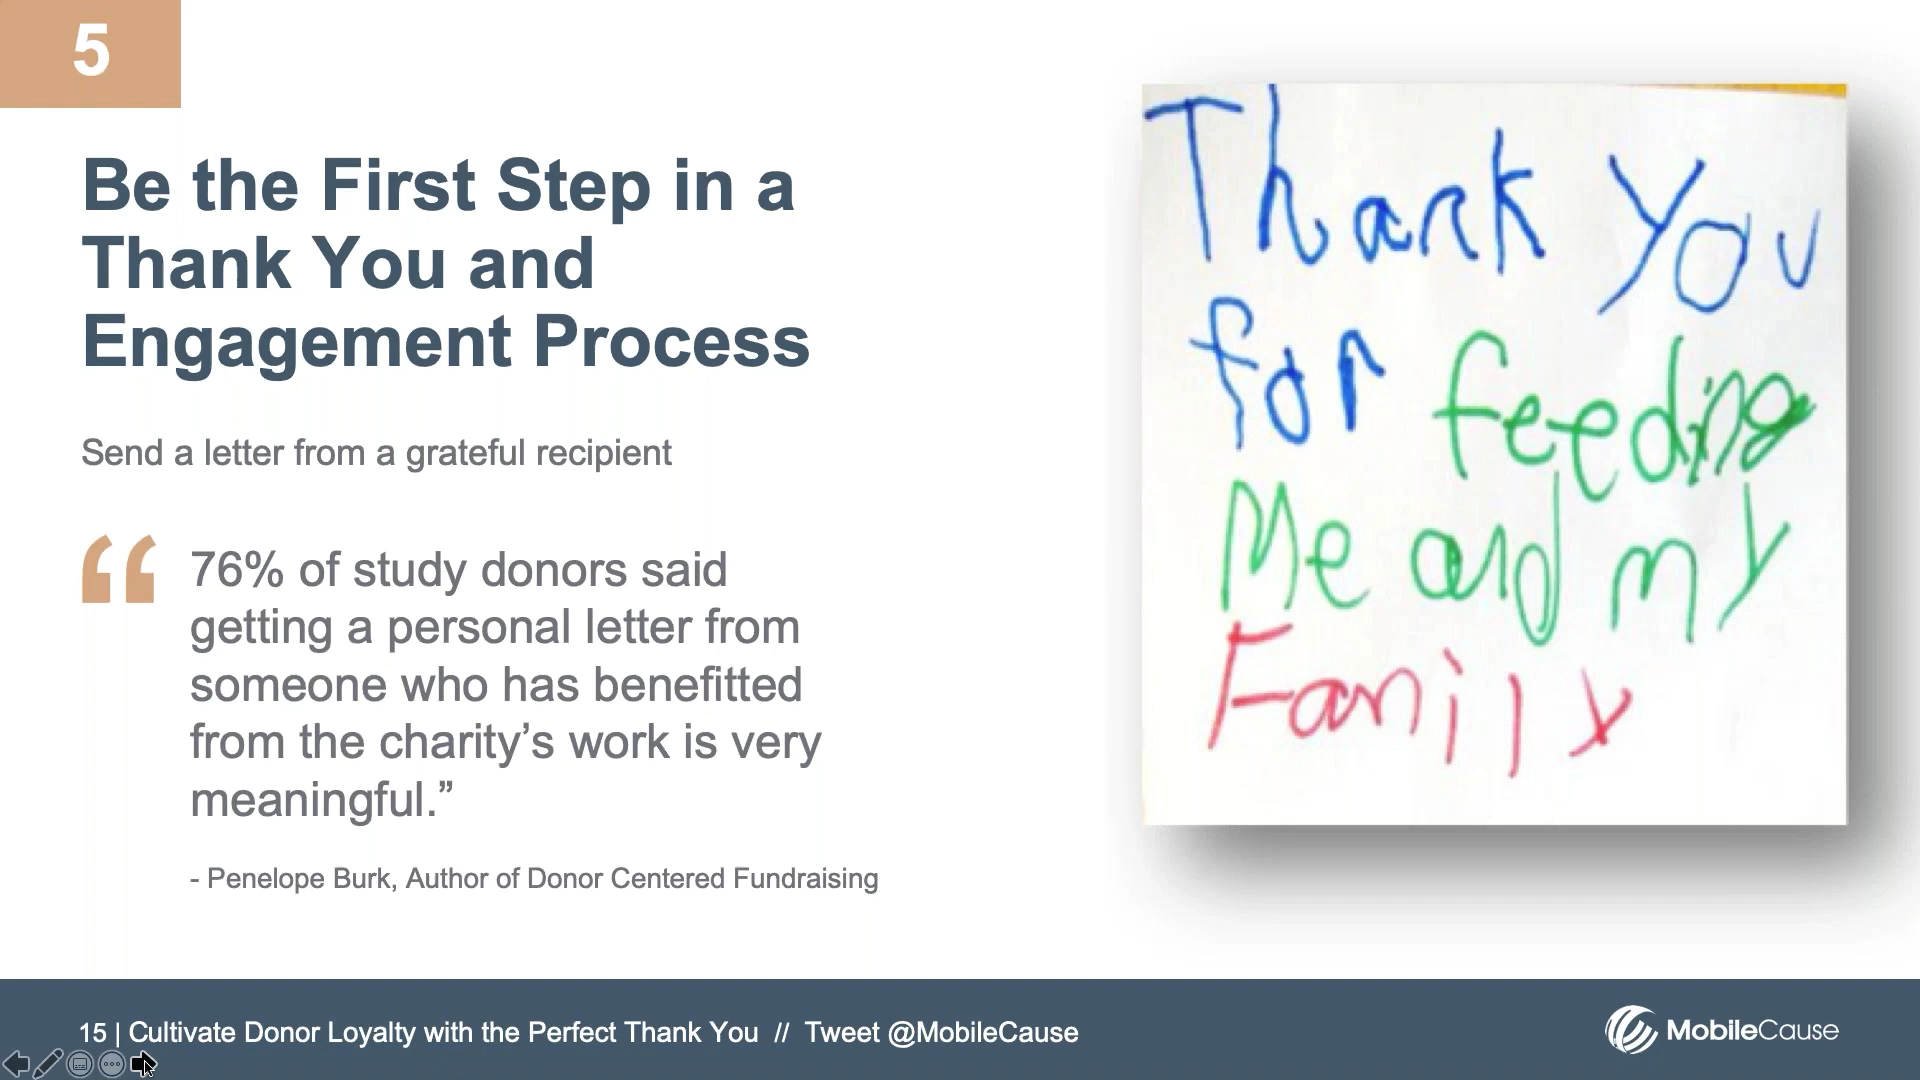 5
Be the First Step in a
Thank You and
Engagement Process
Send a letter from a grateful recipient
“ 76% of study donors said
getting a personal letter from
someone who has benefitted
from the charity’s work is very
meaningful.”
- Penelope Burk, Author of Donor Centered Fundraising
Thank You
for feeding
Me and my
Family
15 | Cultivate Donor Loyalty with the Perfect Thank You // Tweet @MobileCause
MobileCause